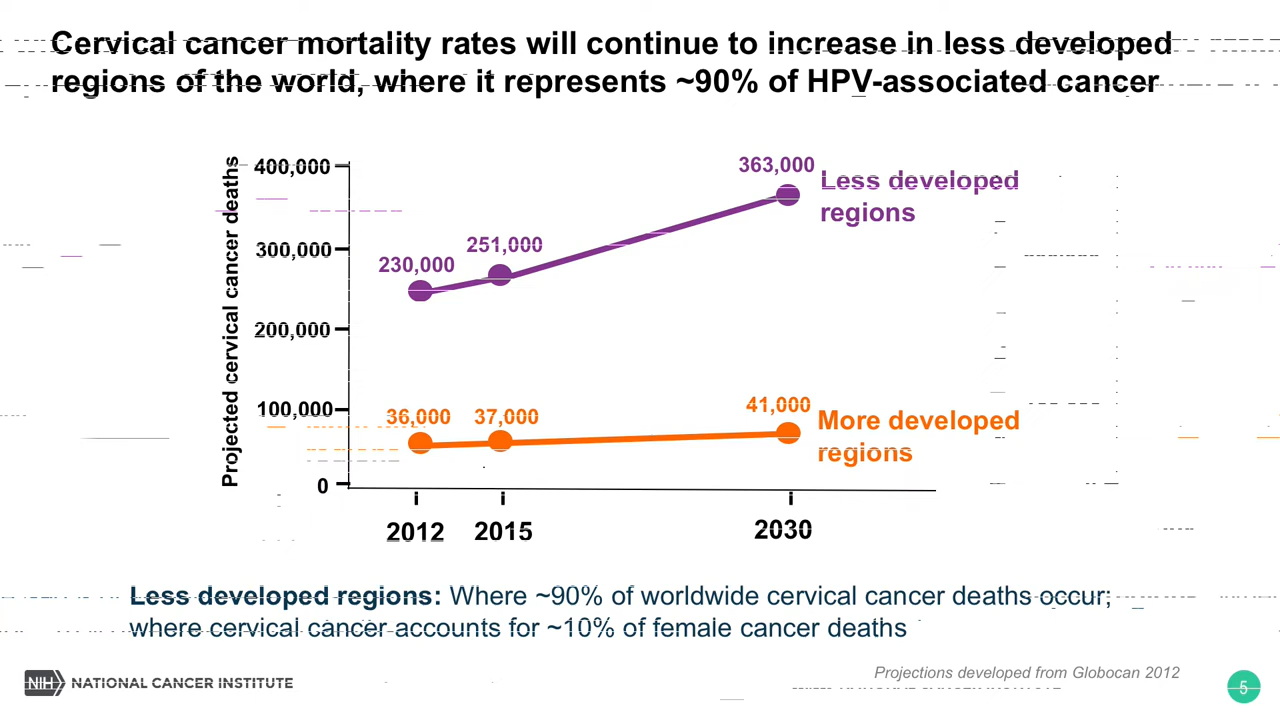 Cervical cancer mortality rates will continue to increase in less developed
regions of the world, where it represents ~90% of HPV-associated cancer
Projected cervical cancer deaths
400,000
300,000
200,000
100,000
0
363,000
Less developed
regions
251,000
230,000
36,000
37,000
41,000
More developed
regions
2012
2015
2030
Less developed regions: Where ~90% of worldwide cervical cancer deaths occur;
where cervical cancer accounts for ~10% of female cancer deaths
Projections developed from Globocan 2012
NIH NATIONAL CANCER INSTITUTE
5